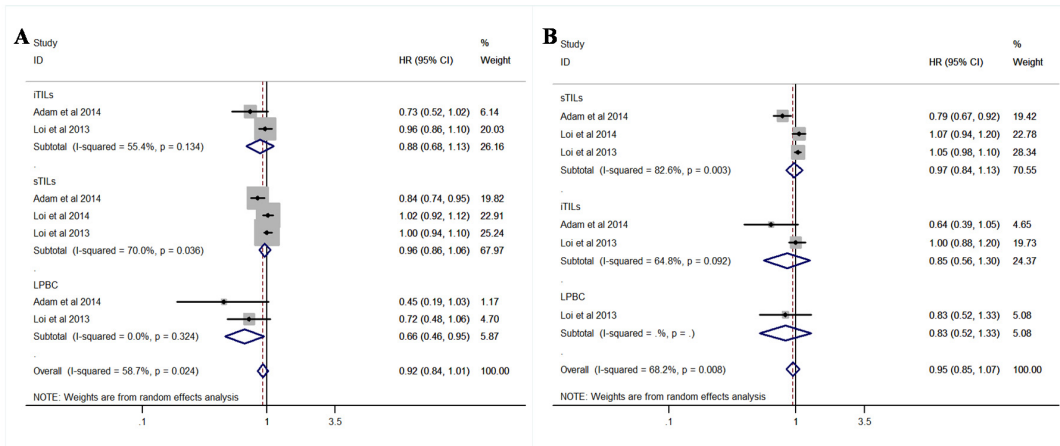 A
Study %
ID HR (95% CI) Weight
iTILs
Adam et al 2014 0.73 (0.52, 1.02) 6.14
Loi et al 2013 0.96 (0.86, 1.10) 20.03
Subtotal (I-squared = 55.4%, p = 0.134) 0.88 (0.68, 1.13) 26.16
.
sTILs
Adam et al 2014 0.84 (0.74, 0.95) 19.82
Loi et al 2014 1.02 (0.92, 1.12) 22.91
Loi et al 2013 1.00 (0.94, 1.10) 25.24
Subtotal (I-squared = 70.0%, p = 0.036) 0.96 (0.86, 1.06) 67.97
.
LPBC
Adam et al 2014 0.45 (0.19, 1.03) 1.17
Loi et al 2013 0.72 (0.48, 1.06) 4.70
Subtotal (I-squared = 0.0%, p = 0.324) 0.66 (0.46, 0.95) 5.87
.
Overall (I-squared = 58.7%, p = 0.024) 0.92 (0.84, 1.01) 100.00
NOTE: Weights are from random effects analysis
.1 1 3.5
B
Study %
ID HR (95% CI) Weight
sTILs
Adam et al 2014 0.79 (0.67, 0.92) 19.42
Loi et al 2014 1.07 (0.94, 1.20) 22.78
Loi et al 2013 1.05 (0.98, 1.10) 28.34
Subtotal (I-squared = 82.6%, p = 0.003) 0.97 (0.84, 1.13) 70.55
.
iTILs
Adam et al 2014 0.64 (0.39, 1.05) 4.65
Loi et al 2013 1.00 (0.88, 1.20) 19.73
Subtotal (I-squared = 64.8%, p = 0.092) 0.85 (0.56, 1.30) 24.37
.
LPBC
Loi et al 2013 0.83 (0.52, 1.33) 5.08
Subtotal (I-squared = .%, p = .) 0.83 (0.52, 1.33) 5.08
.
Overall (I-squared = 68.2%, p = 0.008) 0.95 (0.85, 1.07) 100.00
NOTE: Weights are from random effects analysis
.1 1 3.5